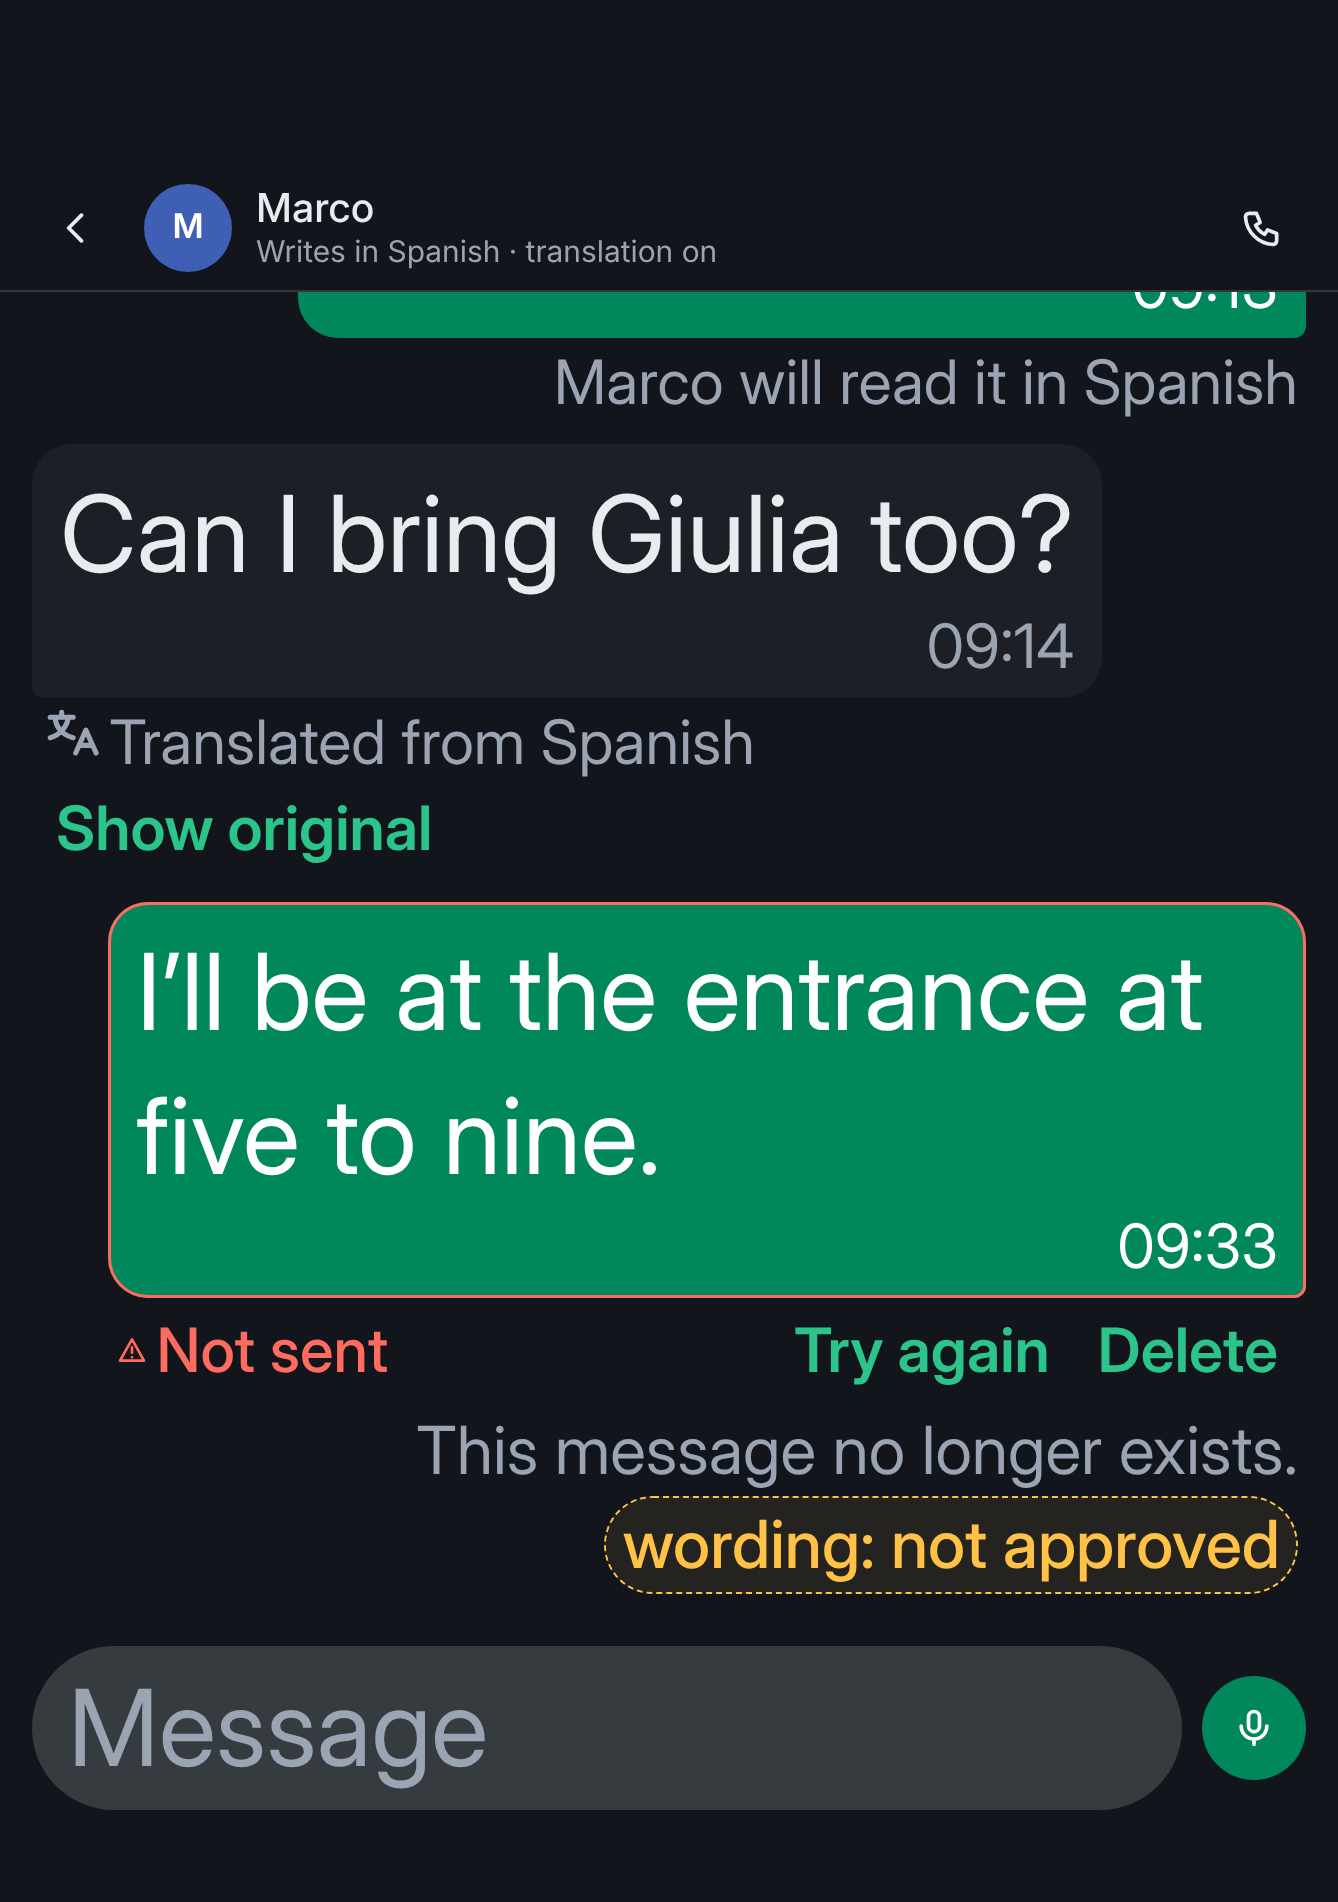 M
Marco
Writes in Spanish · translation on
Marco will read it in Spanish
Can I bring Giulia too?
09:14
Translated from Spanish
Show original
I’ll be at the entrance at
five to nine.
09:33
Not sent
Try again
Delete
This message no longer exists.
wording: not approved
Message